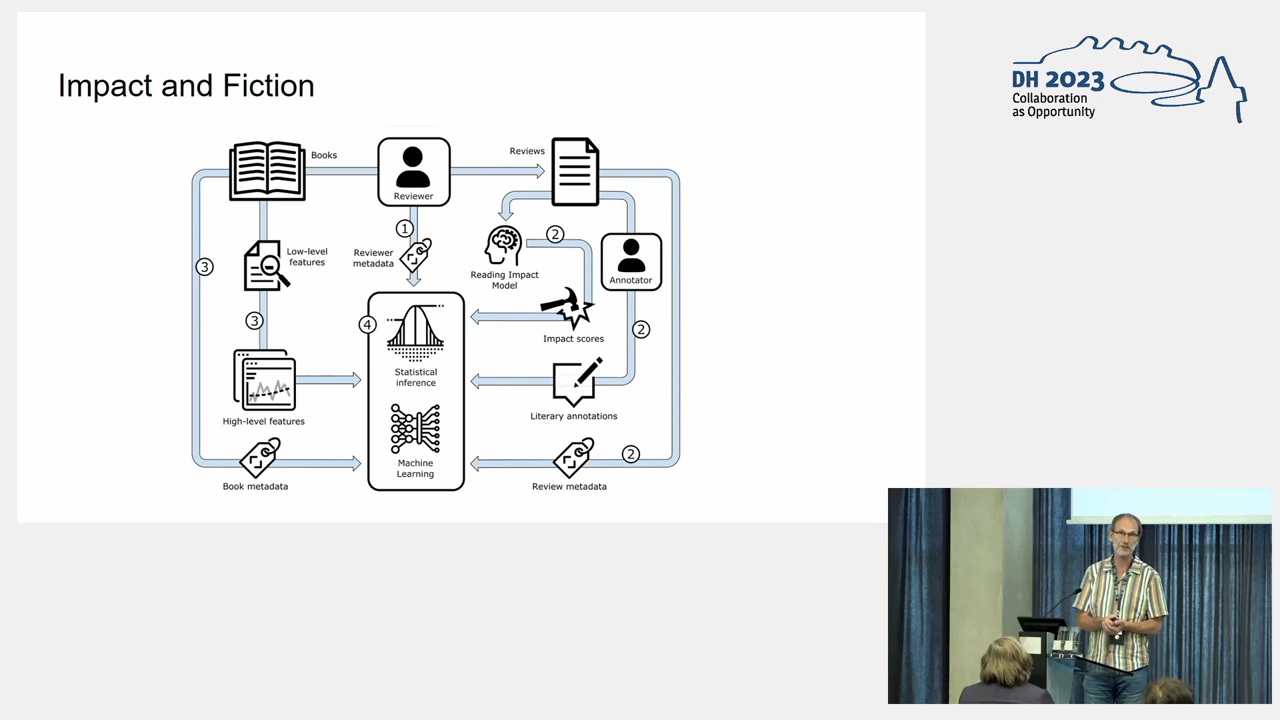 Impact and Fiction
DH 2023
Collaboration
as Opportunity
Books
Reviewer
Reviews
1
2
Low-level
features
Reviewer
metadata
3
Reading Impact
Model
Annotator
3
4
Impact scores
2
Statistical
inference
High-level features
Literary annotations
Machine
Learning
2
Book metadata
Review metadata